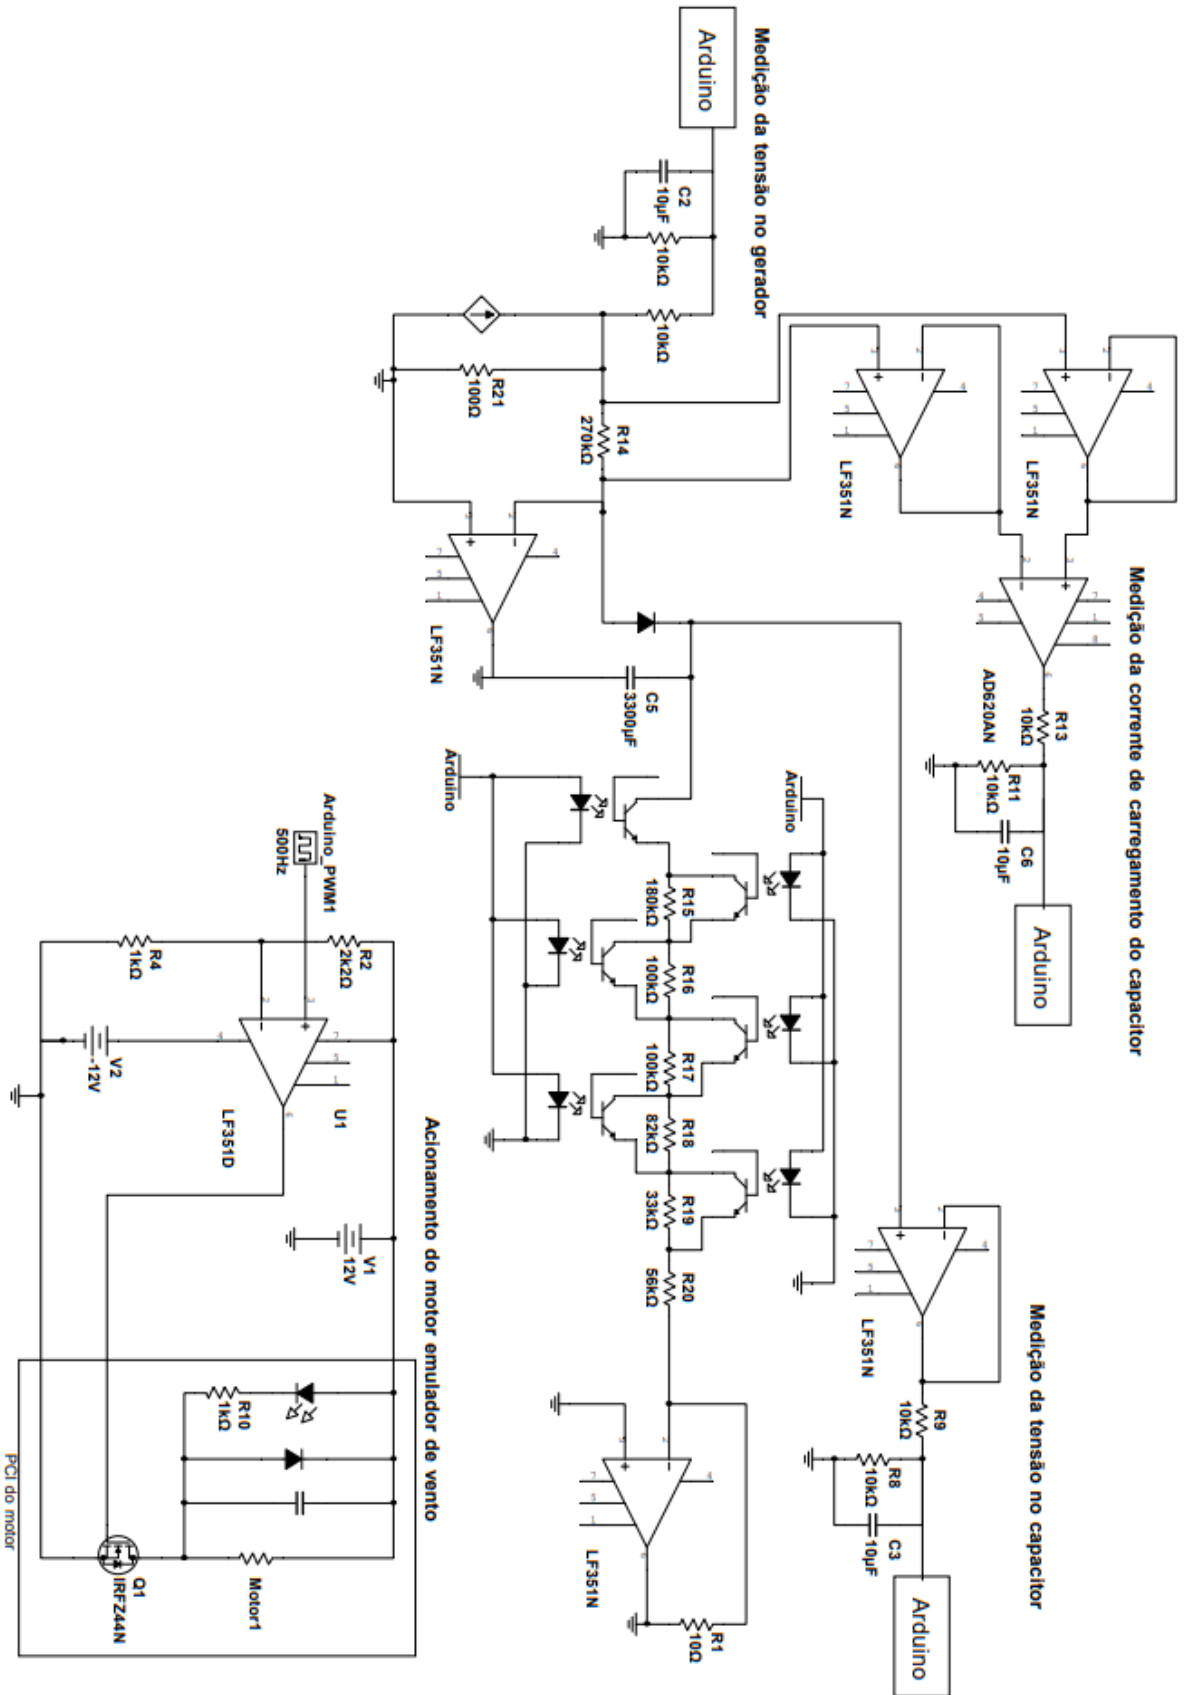 Medição da corrente de carregamento do capacitor
Medição da tensão no capacitor
Arduino
Arduino
R13
10kΩ
R11
10kΩ
C6
10µF
AD620AN
LF351N
LF351N
LF351N
R9
10kΩ
R8
10kΩ
C3
10µF
Medição da tensão no gerador
Arduino
C2
10µF
10kΩ
10kΩ
R14
270kΩ
R21
100Ω
LF351N
C5
3300µF
Arduino
Arduino
R15
180kΩ
R16
100kΩ
R17
100kΩ
R18
82kΩ
R19
33kΩ
R20
56kΩ
LF351N
R1
10Ω
Acionamento do motor emulador de vento
Arduino_PWM1
500Hz
R2
2k2Ω
R4
1kΩ
V2
-12V
U1
LF351D
V1
12V
R10
1kΩ
Motor1
Q1
IRFZ44N
PCI do motor